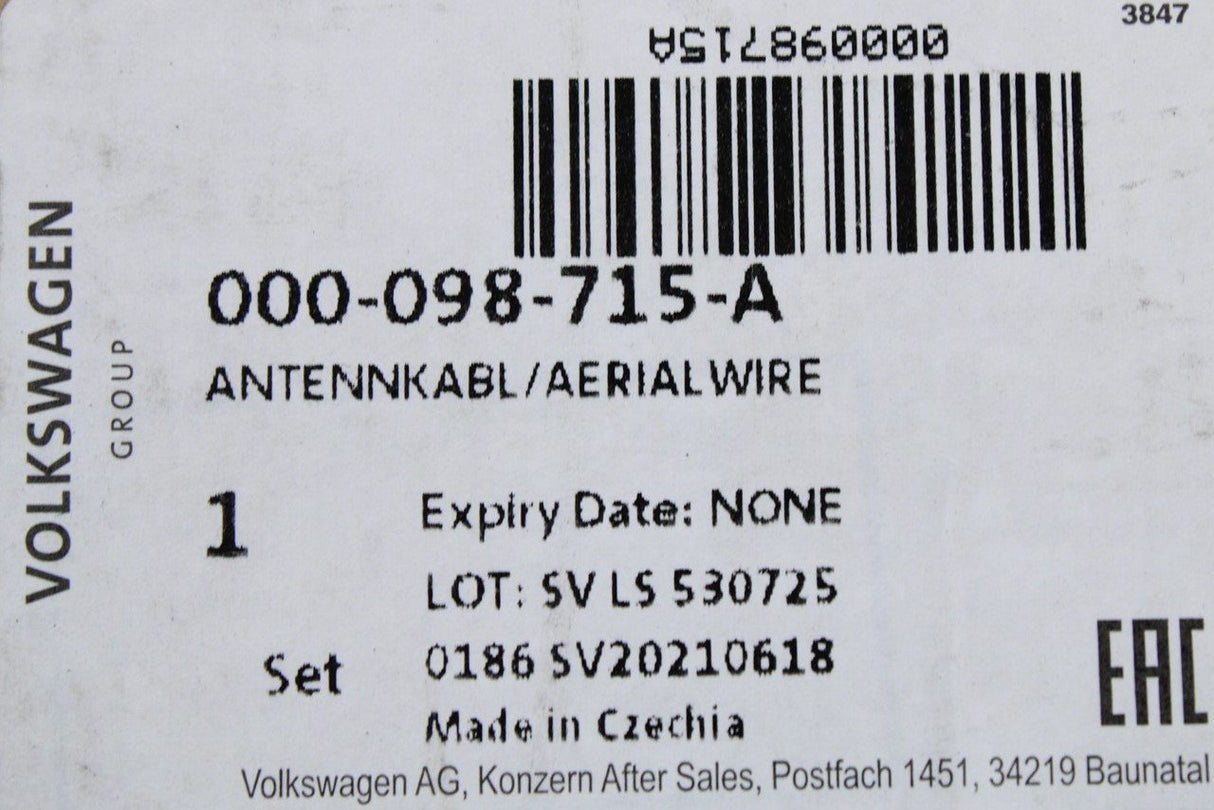 3847
000098715A
000-098-715-A
ANTENNKABL/AERIALWIRE
VOLKSWAGEN
GROUP
1
Expiry Date: NONE
LOT: SV LS 530725
Set
0186 SV20210618
Made in Czechia
EAC
Volkswagen AG, Konzern After Sales, Postfach 1451, 34219 Baunatal